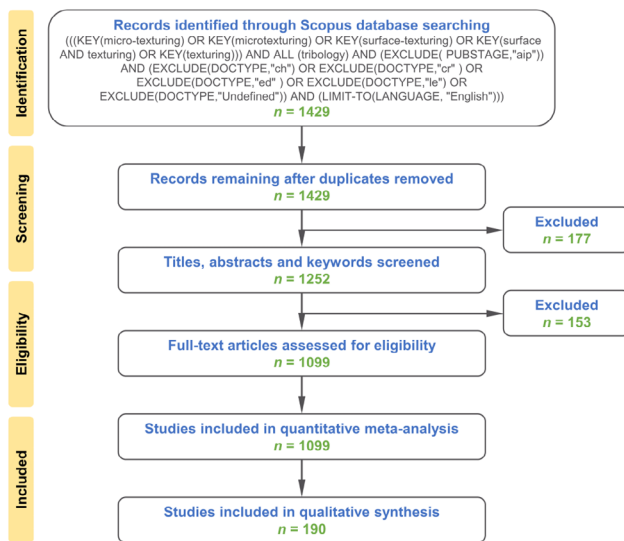 Identification
Records identified through Scopus database searching
(((KEY(micro-texturing) OR KEY(microtexturing) OR KEY(surface-texturing) OR KEY(surface
AND texturing) OR KEY(texturing))) AND ALL (tribology) AND (EXCLUDE( PUBSTAGE,"aip"))
AND (EXCLUDE(DOCTYPE,"ch") OR EXCLUDE(DOCTYPE,"cr" ) OR
EXCLUDE(DOCTYPE,"ed" ) OR EXCLUDE(DOCTYPE,"le") OR
EXCLUDE(DOCTYPE,"Undefined")) AND (LIMIT-TO(LANGUAGE, "English")))
n = 1429
Screening
Records remaining after duplicates removed
n = 1429
Excluded
n = 177
Titles, abstracts and keywords screened
n = 1252
Eligibility
Excluded
n = 153
Full-text articles assessed for eligibility
n = 1099
Included
Studies included in quantitative meta-analysis
n = 1099
Studies included in qualitative synthesis
n = 190